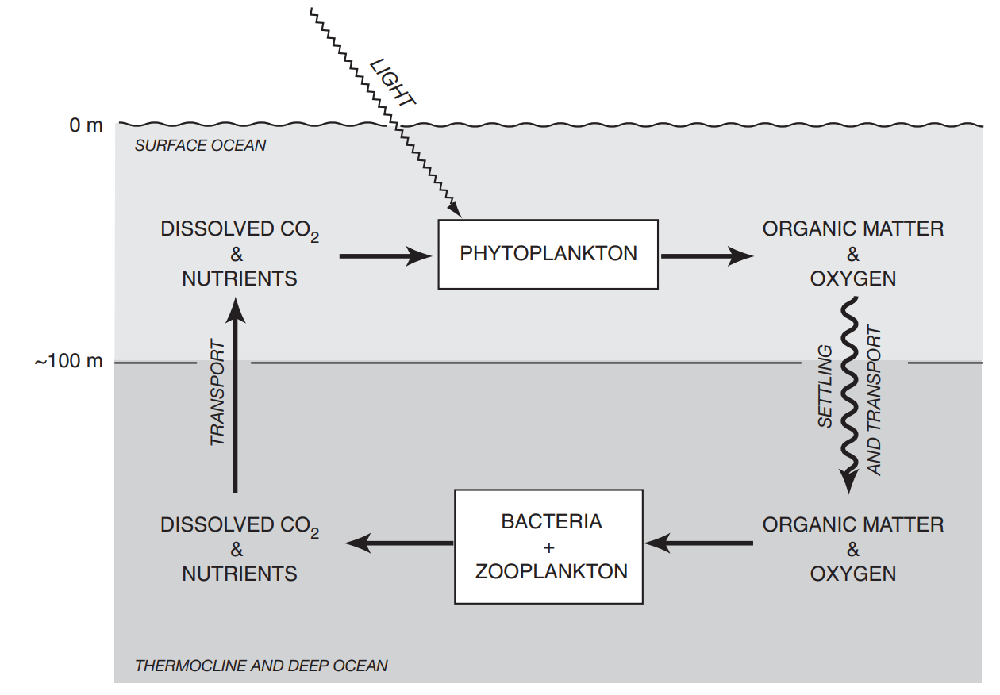 LIGHT
0 m
SURFACE OCEAN
DISSOLVED CO₂
&
NUTRIENTS
PHYTOPLANKTON
ORGANIC MATTER
&
OXYGEN
~100 m
TRANSPORT
SETTLING
AND TRANSPORT
DISSOLVED CO₂
&
NUTRIENTS
BACTERIA
+
ZOOPLANKTON
ORGANIC MATTER
&
OXYGEN
THERMOCLINE AND DEEP OCEAN